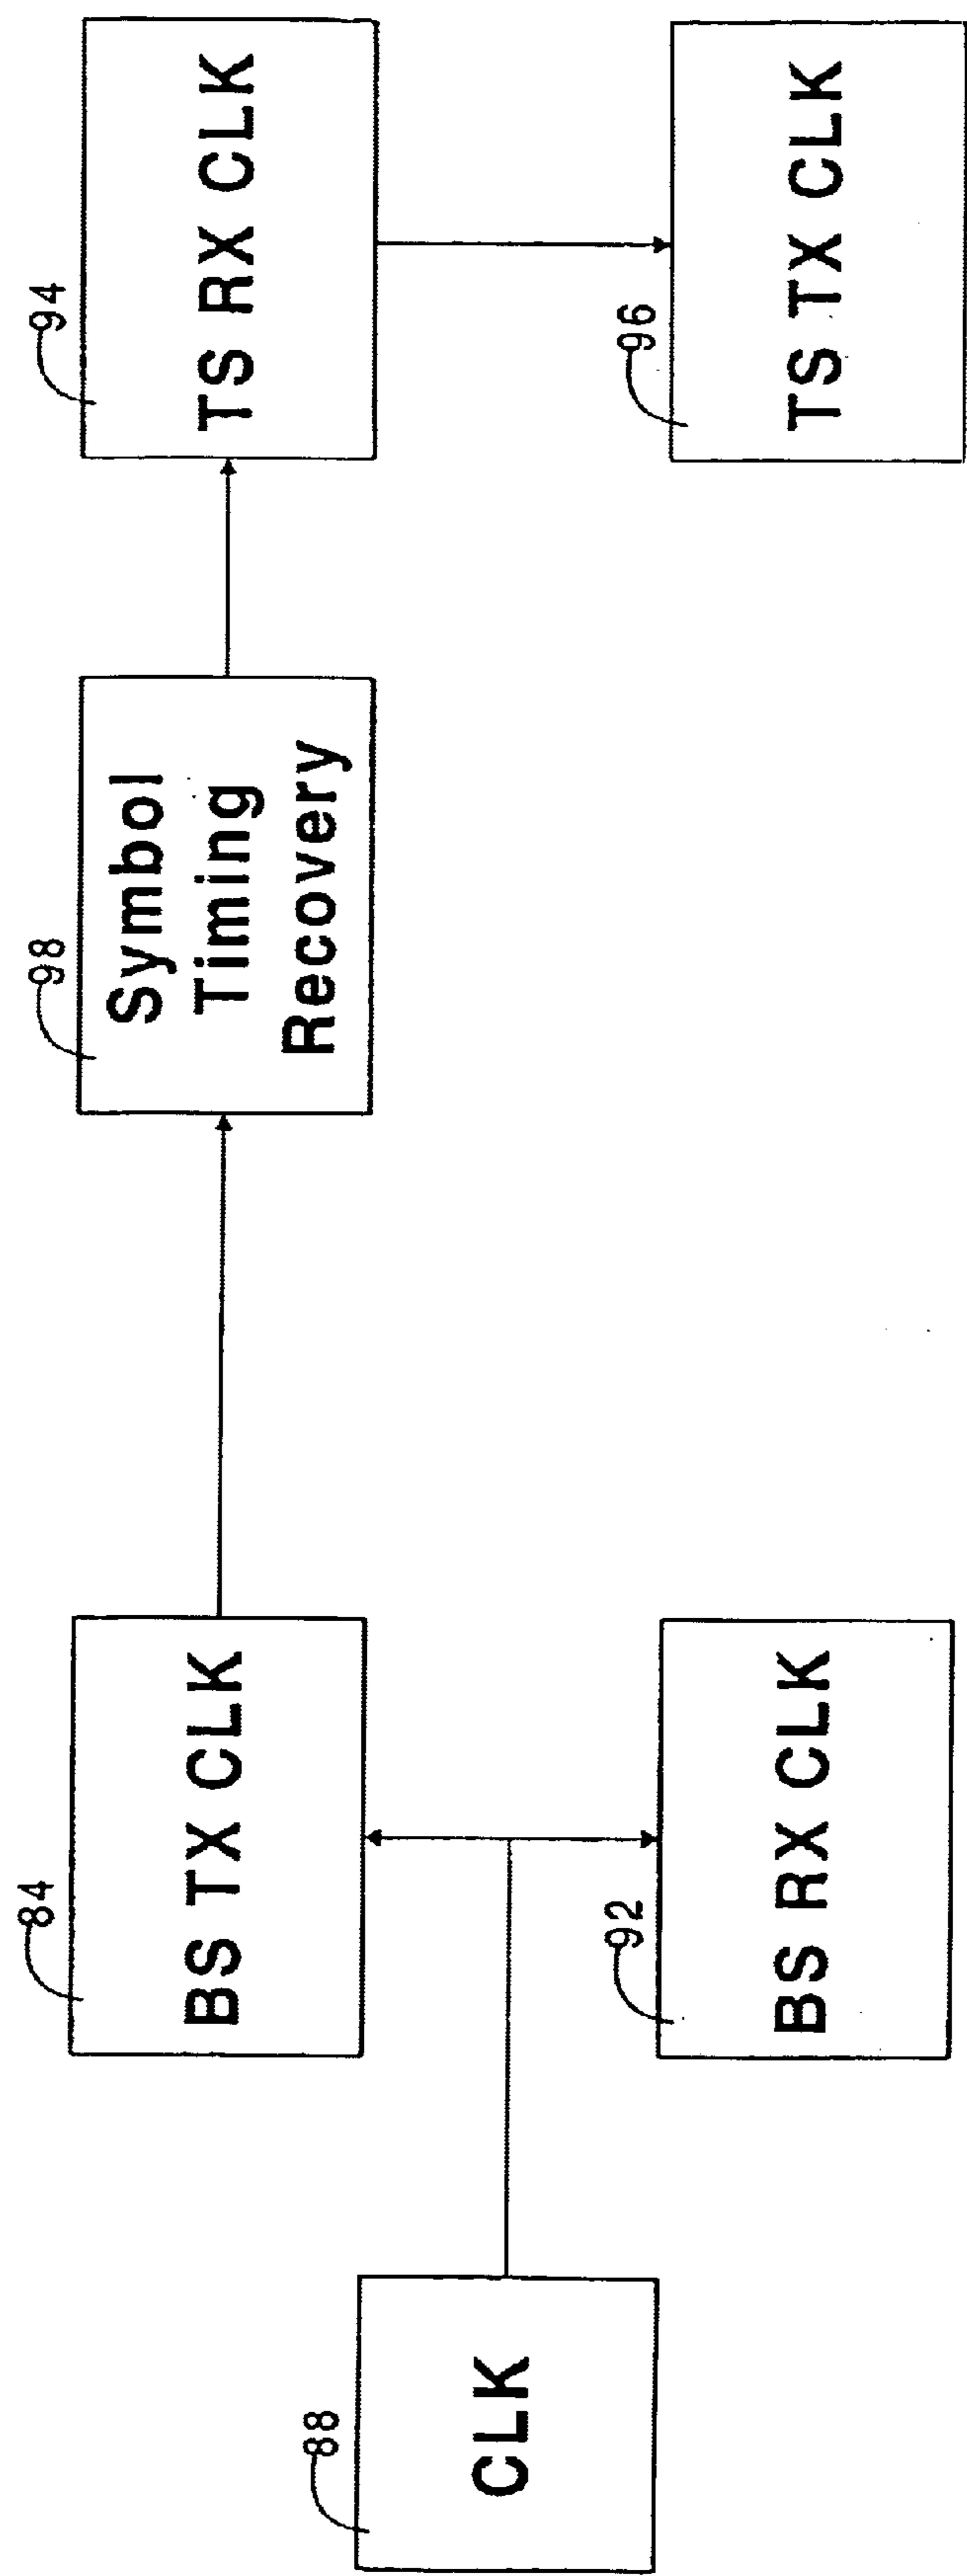 88
CLK
84
BS TX CLK
92
BS RX CLK
98
Symbol
Timing
Recovery
94
TS RX CLK
96
TS TX CLK